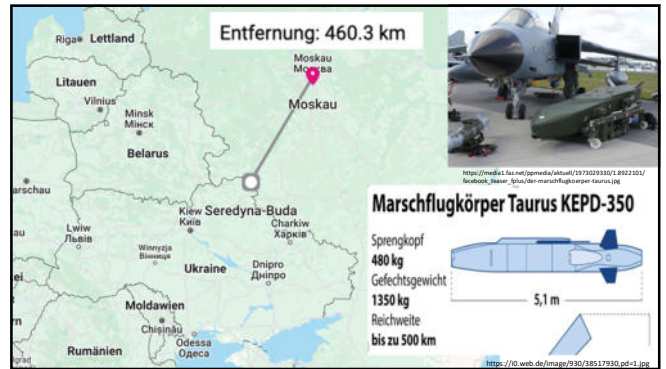 Entfernung: 460.3 km
Riga
Lettland
Moskau
Москва
Moskau
Litauen
Vilnius
Minsk
Минск
Belarus
arschau
Kiew
Київ
Seredyna-Buda
Lwiw
Львів
Charkiw
Харків
Winnyzja
Вінниця
Dnipro
Дніпро
Ukraine
Moldawien
Chișinău
Odessa
Одеса
Rumänien
https://media1.faz.net/ppmedia/aktuell/1973029330/1.8922101/
facebook_teaser_fplus/der-marschflugkoerper-taurus.jpg
Marschflugkörper Taurus KEPD-350
Sprengkopf
480 kg
Gefechtsgewicht
1350 kg
5,1 m
Reichweite
bis zu 500 km
https://i0.web.de/image/930/38517930,pd=1.jpg